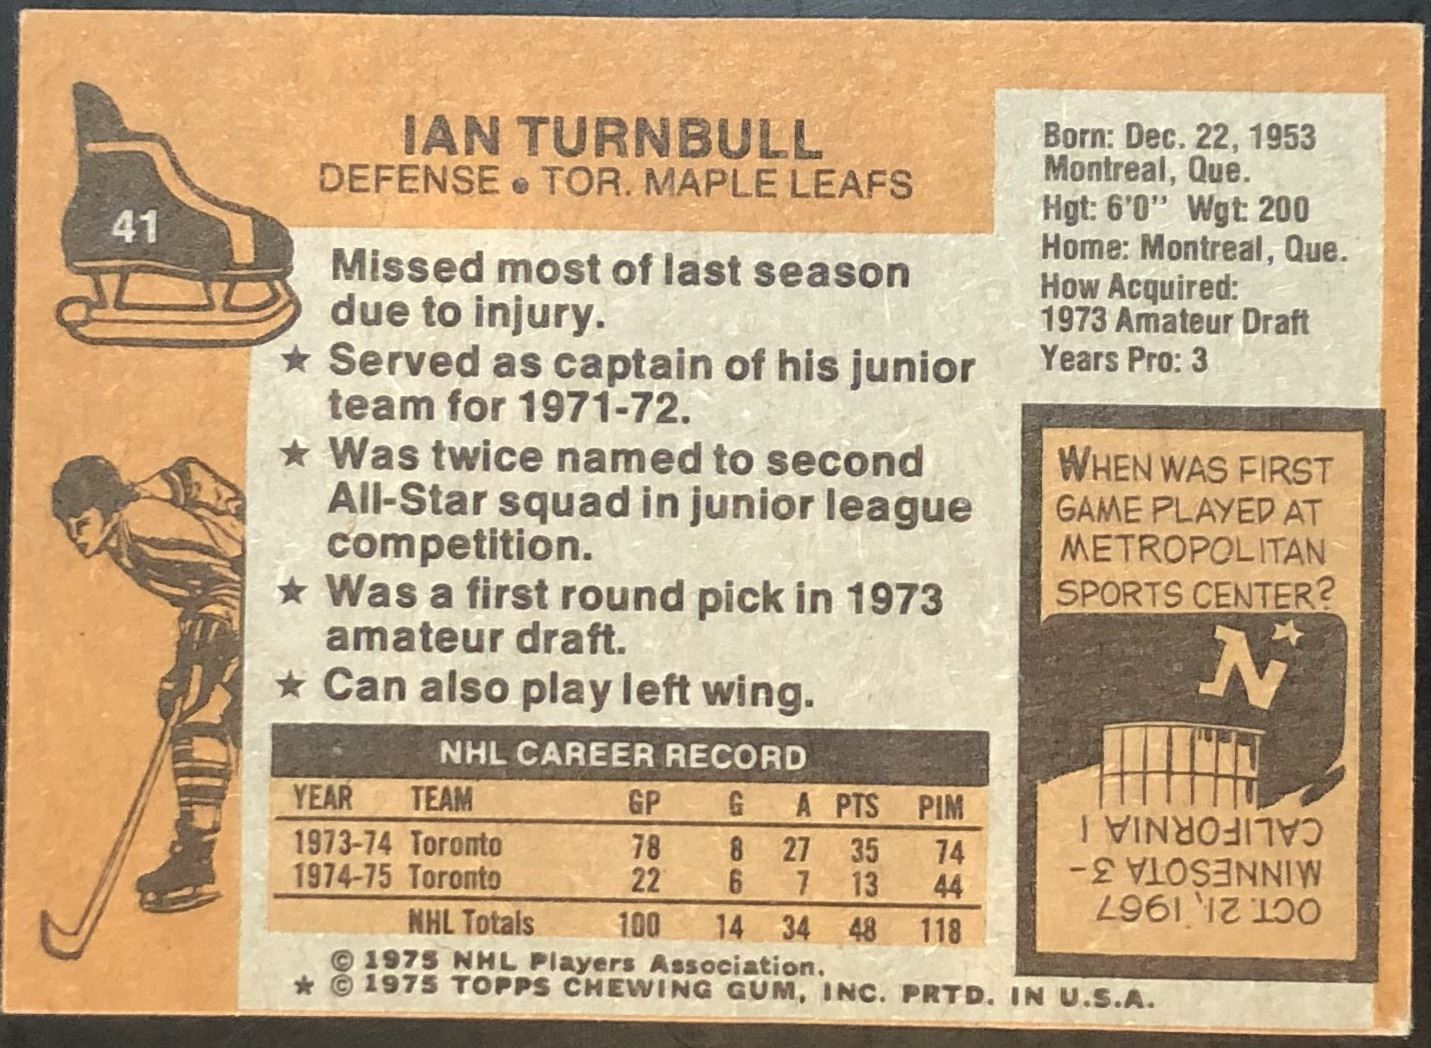 41
IAN TURNBULL
DEFENSE • TOR. MAPLE LEAFS
Born: Dec. 22, 1953
Montreal, Que.
Hgt: 6'0" Wgt: 200
Home: Montreal, Que.
How Acquired:
1973 Amateur Draft
Years Pro: 3
Missed most of last season
due to injury.
★ Served as captain of his junior
team for 1971-72.
★ Was twice named to second
All-Star squad in junior league
competition.
★ Was a first round pick in 1973
amateur draft.
★ Can also play left wing.
WHEN WAS FIRST
GAME PLAYED AT
METROPOLITAN
SPORTS CENTER?
N
OCT. 21, 1967
MINNESOTA 3-
CALIFORNIA 1
NHL CAREER RECORD
YEAR TEAM GP G A PTS PIM
1973-74 Toronto 78 8 27 35 74
1974-75 Toronto 22 6 7 13 44
NHL Totals 100 14 34 48 118
© 1975 NHL Players Association.
★ © 1975 TOPPS CHEWING GUM, INC. PRTD. IN U.S.A.